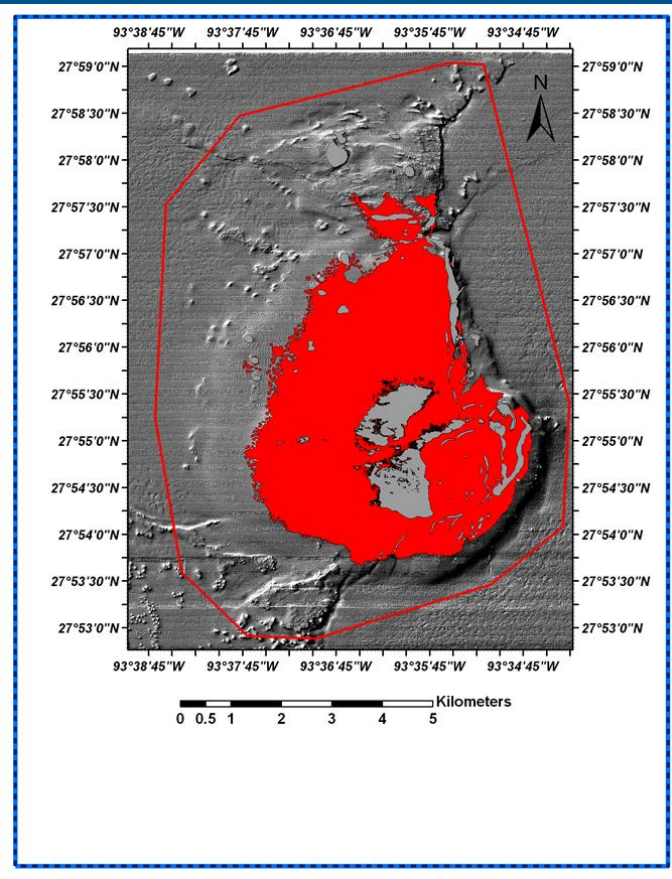 93°38'45"W 93°37'45"W 93°36'45"W 93°35'45"W 93°34'45"W
27°59'0"N 27°59'0"N
N
27°58'30"N 27°58'30"N
27°58'0"N 27°58'0"N
27°57'30"N 27°57'30"N
27°57'0"N 27°57'0"N
27°56'30"N 27°56'30"N
27°56'0"N 27°56'0"N
27°55'30"N 27°55'30"N
27°55'0"N 27°55'0"N
27°54'30"N 27°54'30"N
27°54'0"N 27°54'0"N
27°53'30"N 27°53'30"N
27°53'0"N 27°53'0"N
93°38'45"W 93°37'45"W 93°36'45"W 93°35'45"W 93°34'45"W
Kilometers
0 0.5 1 2 3 4 5